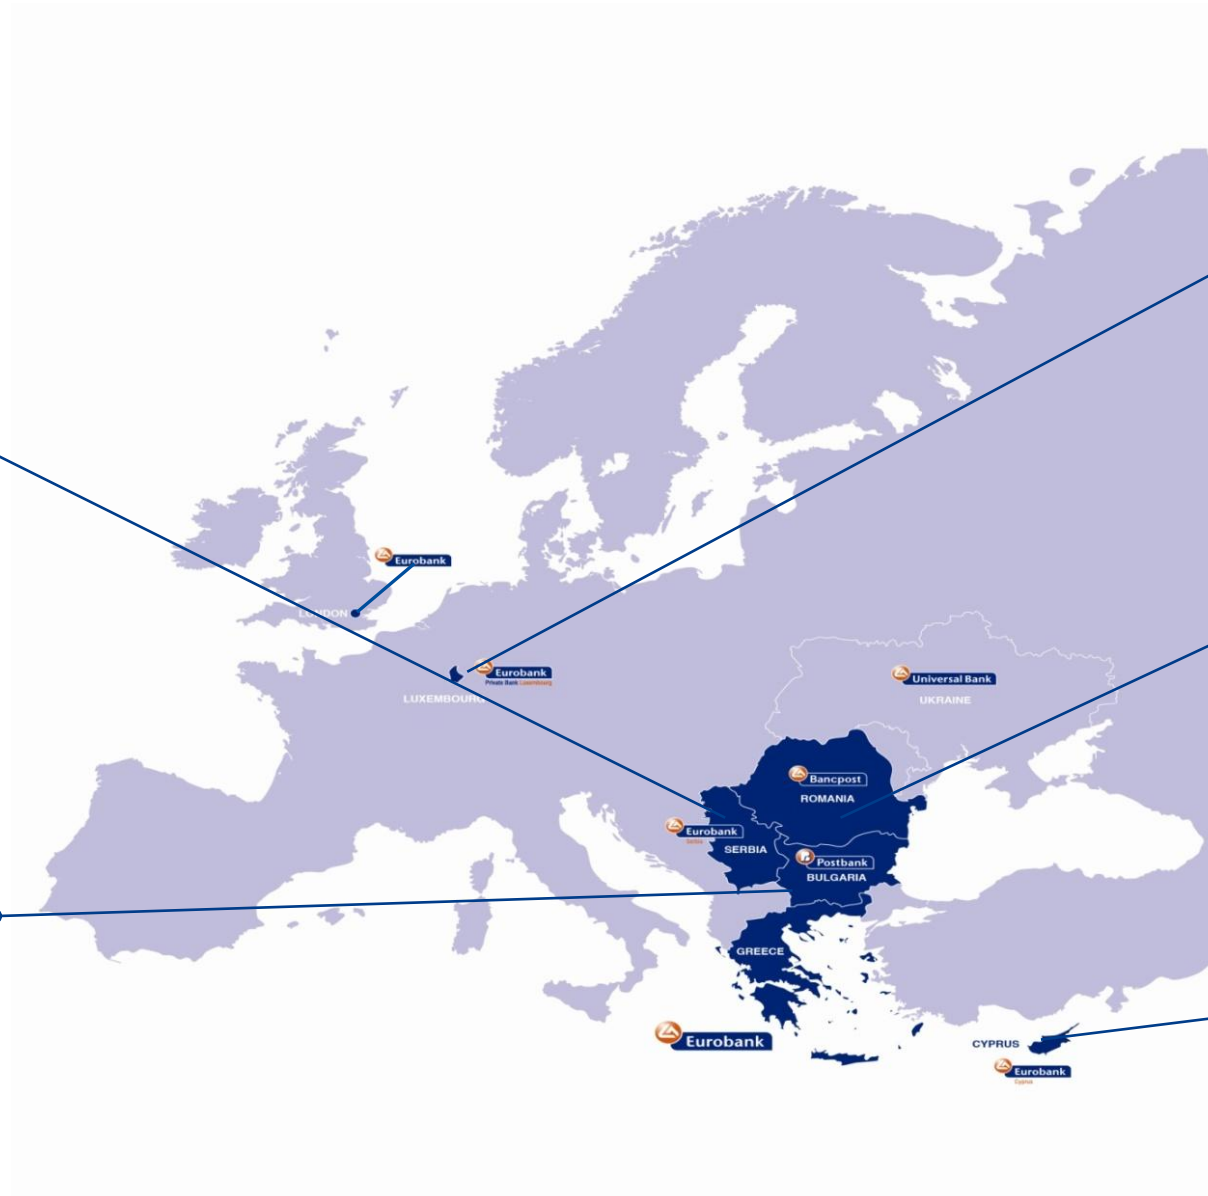 Eurobank
LONDON
Eurobank
Private Bank Luxembourg
LUXEMBOURG
Universal Bank
UKRAINE
Bancpost
ROMANIA
Eurobank
Serbia
SERBIA
Postbank
BULGARIA
GREECE
Eurobank
CYPRUS
Eurobank
Cyprus